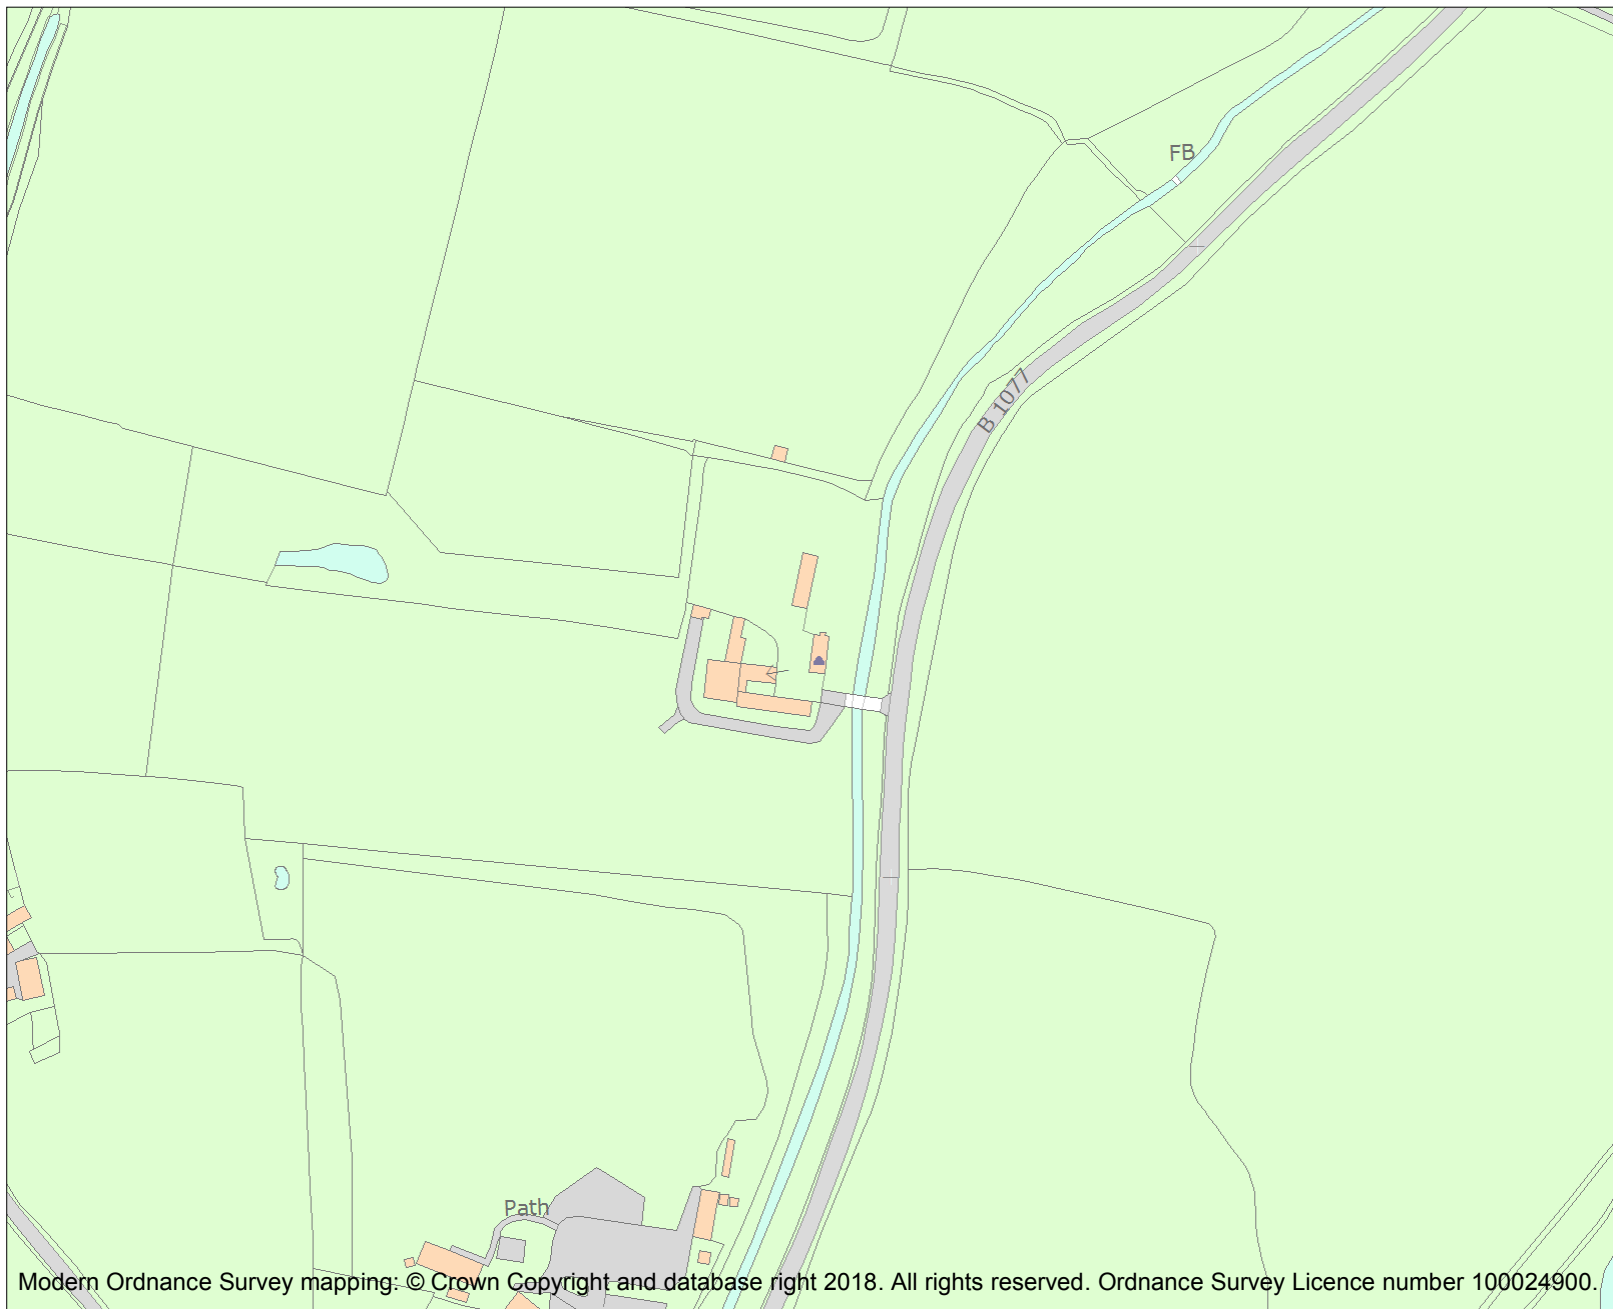 FB
B 1077
Path
Modern Ordnance Survey mapping: © Crown Copyright and database right 2018. All rights reserved. Ordnance Survey Licence number 100024900.